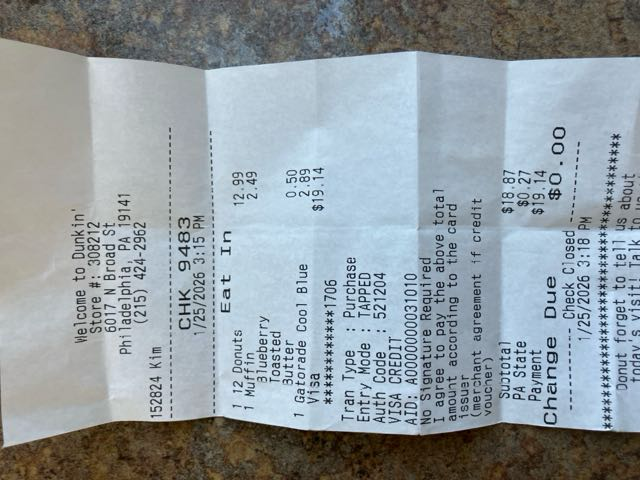 Welcome to Dunkin'
Store #: 308212
6017 N Broad St
Philadelphia, PA 19141
(215) 424-2962
152824 Kim
CHK 9483
1/25/2026 3:15 PM
Eat In
1 12 Donuts 12.99
1 Muffin 2.49
Blueberry
Toasted
Butter 0.50
1 Gatorade Cool Blue 2.89
Visa $19.14
************1706
Tran Type : Purchase
Entry Mode : TAPPED
Auth Code : 521204
VISA CREDIT
AID: A0000000031010
No Signature Required
I agree to pay the above total
amount according to the card
issuer
(merchant agreement if credit
voucher)
Subtotal $18.87
PA State $0.27
Payment $19.14
Change Due $0.00
Check Closed
1/25/2026 3:18 PM
Donut forget to tell us about